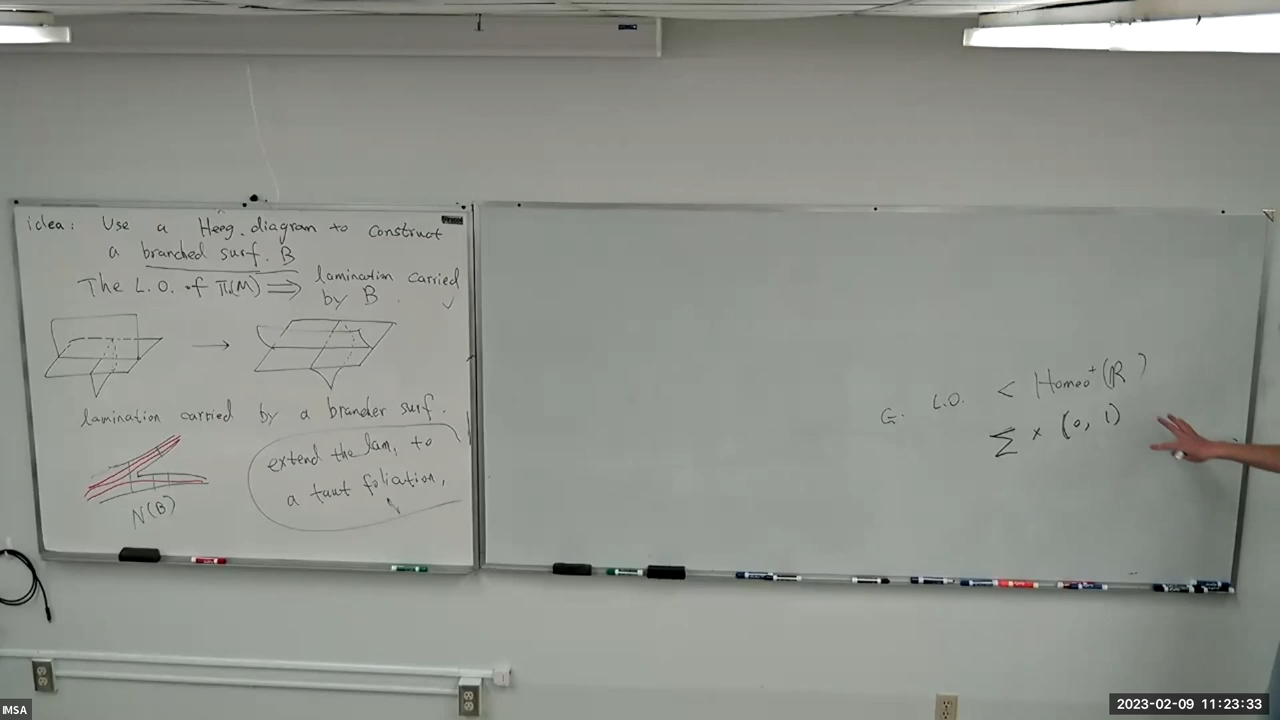 idea: Use a Heeg. diagram to construct
a branched surf. B
The L.O. of π₁(M) ⟹ lamination carried
by B.
lamination carried by a brander surf.
extend the lam, to
a taut foliation,
N(B)
G. L.O. < Homeo⁺(ℝ)
Σ × (0, 1)
IMSA
2023-02-09 11:23:33